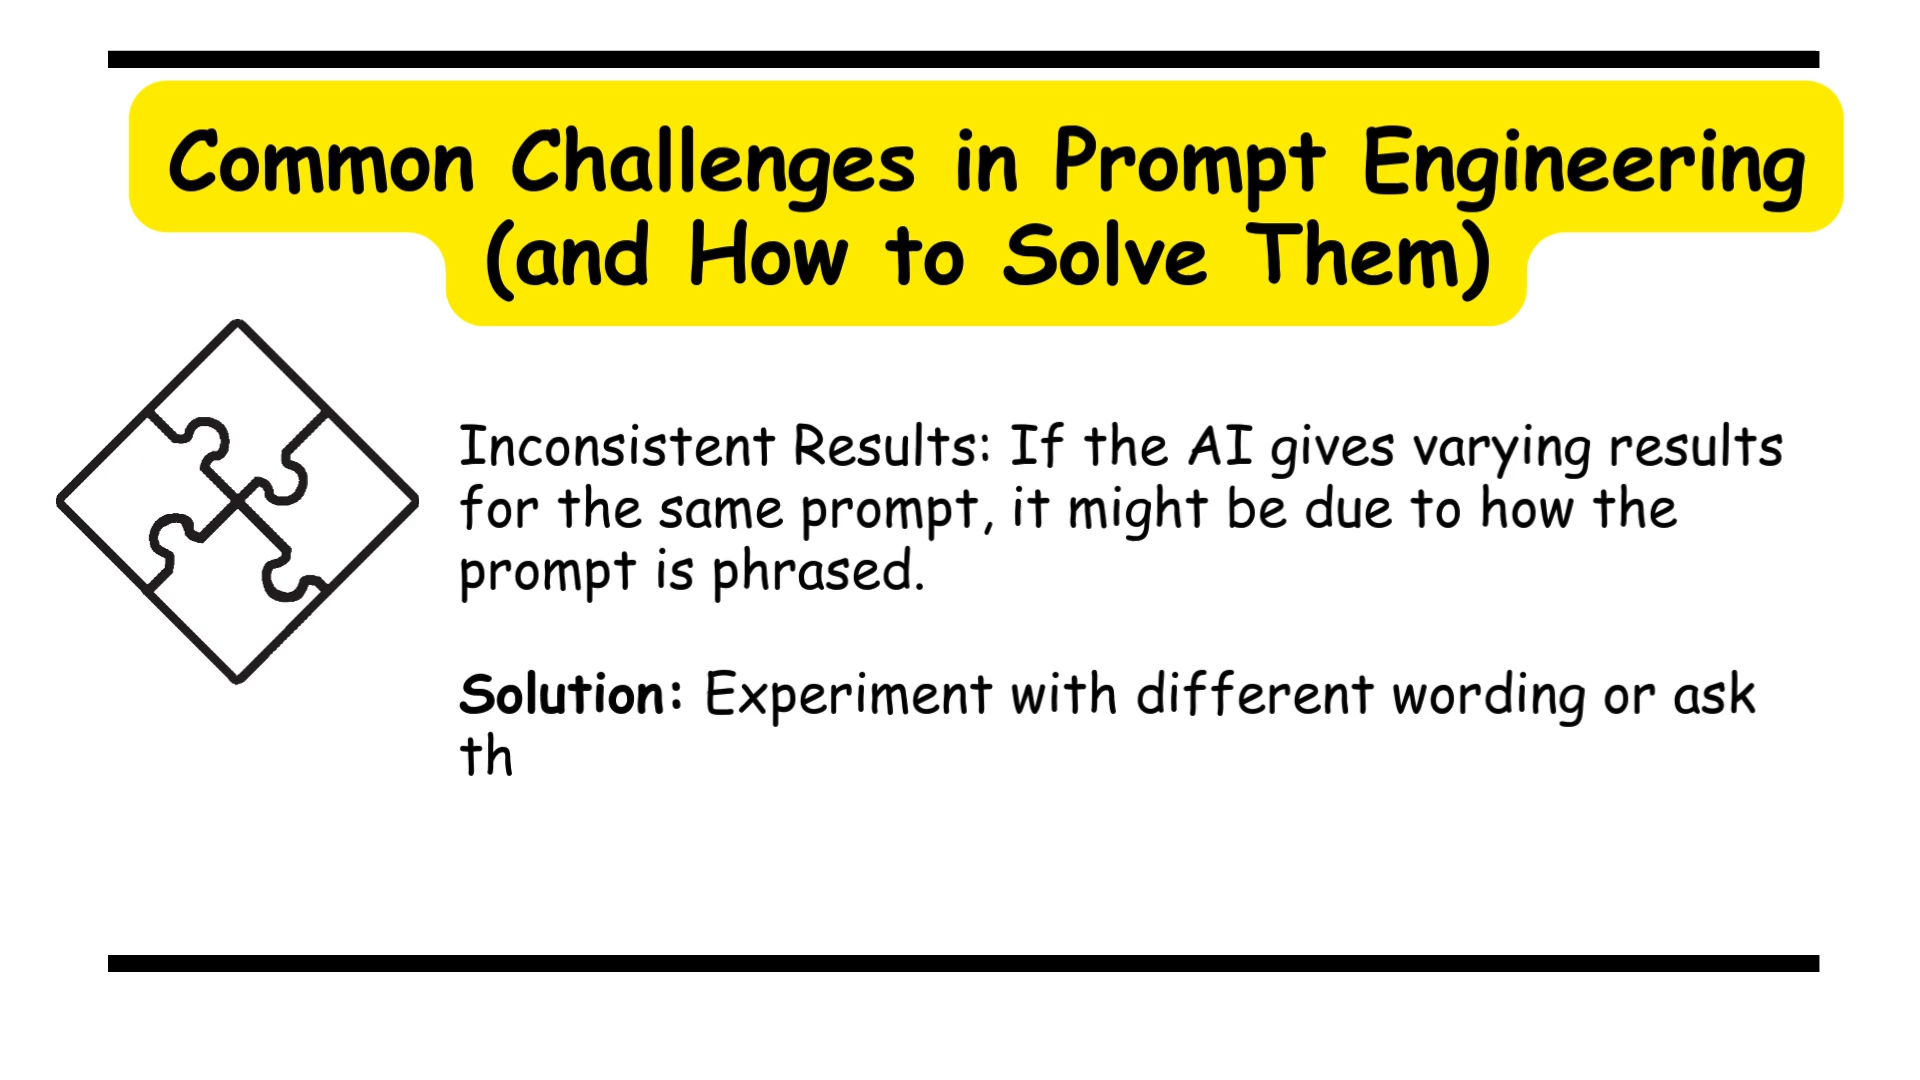 Common Challenges in Prompt Engineering
(and How to Solve Them)
Inconsistent Results: If the AI gives varying results
for the same prompt, it might be due to how the
prompt is phrased.
Solution: Experiment with different wording or ask
th